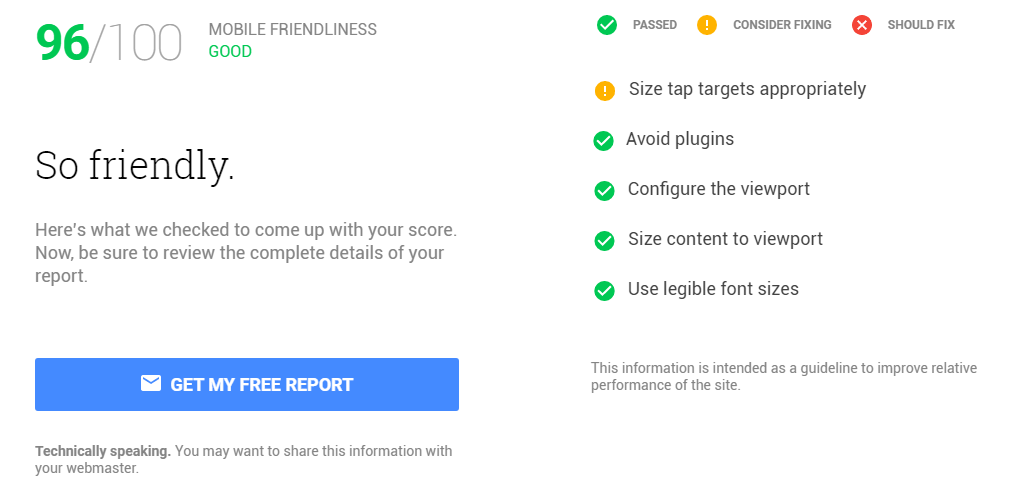 96/100
MOBILE FRIENDLINESS
GOOD
So friendly.
Here's what we checked to come up with your score.
Now, be sure to review the complete details of your
report.
GET MY FREE REPORT
Technically speaking. You may want to share this information with
your webmaster.
PASSED
CONSIDER FIXING
SHOULD FIX
Size tap targets appropriately
Avoid plugins
Configure the viewport
Size content to viewport
Use legible font sizes
This information is intended as a guideline to improve relative
performance of the site.